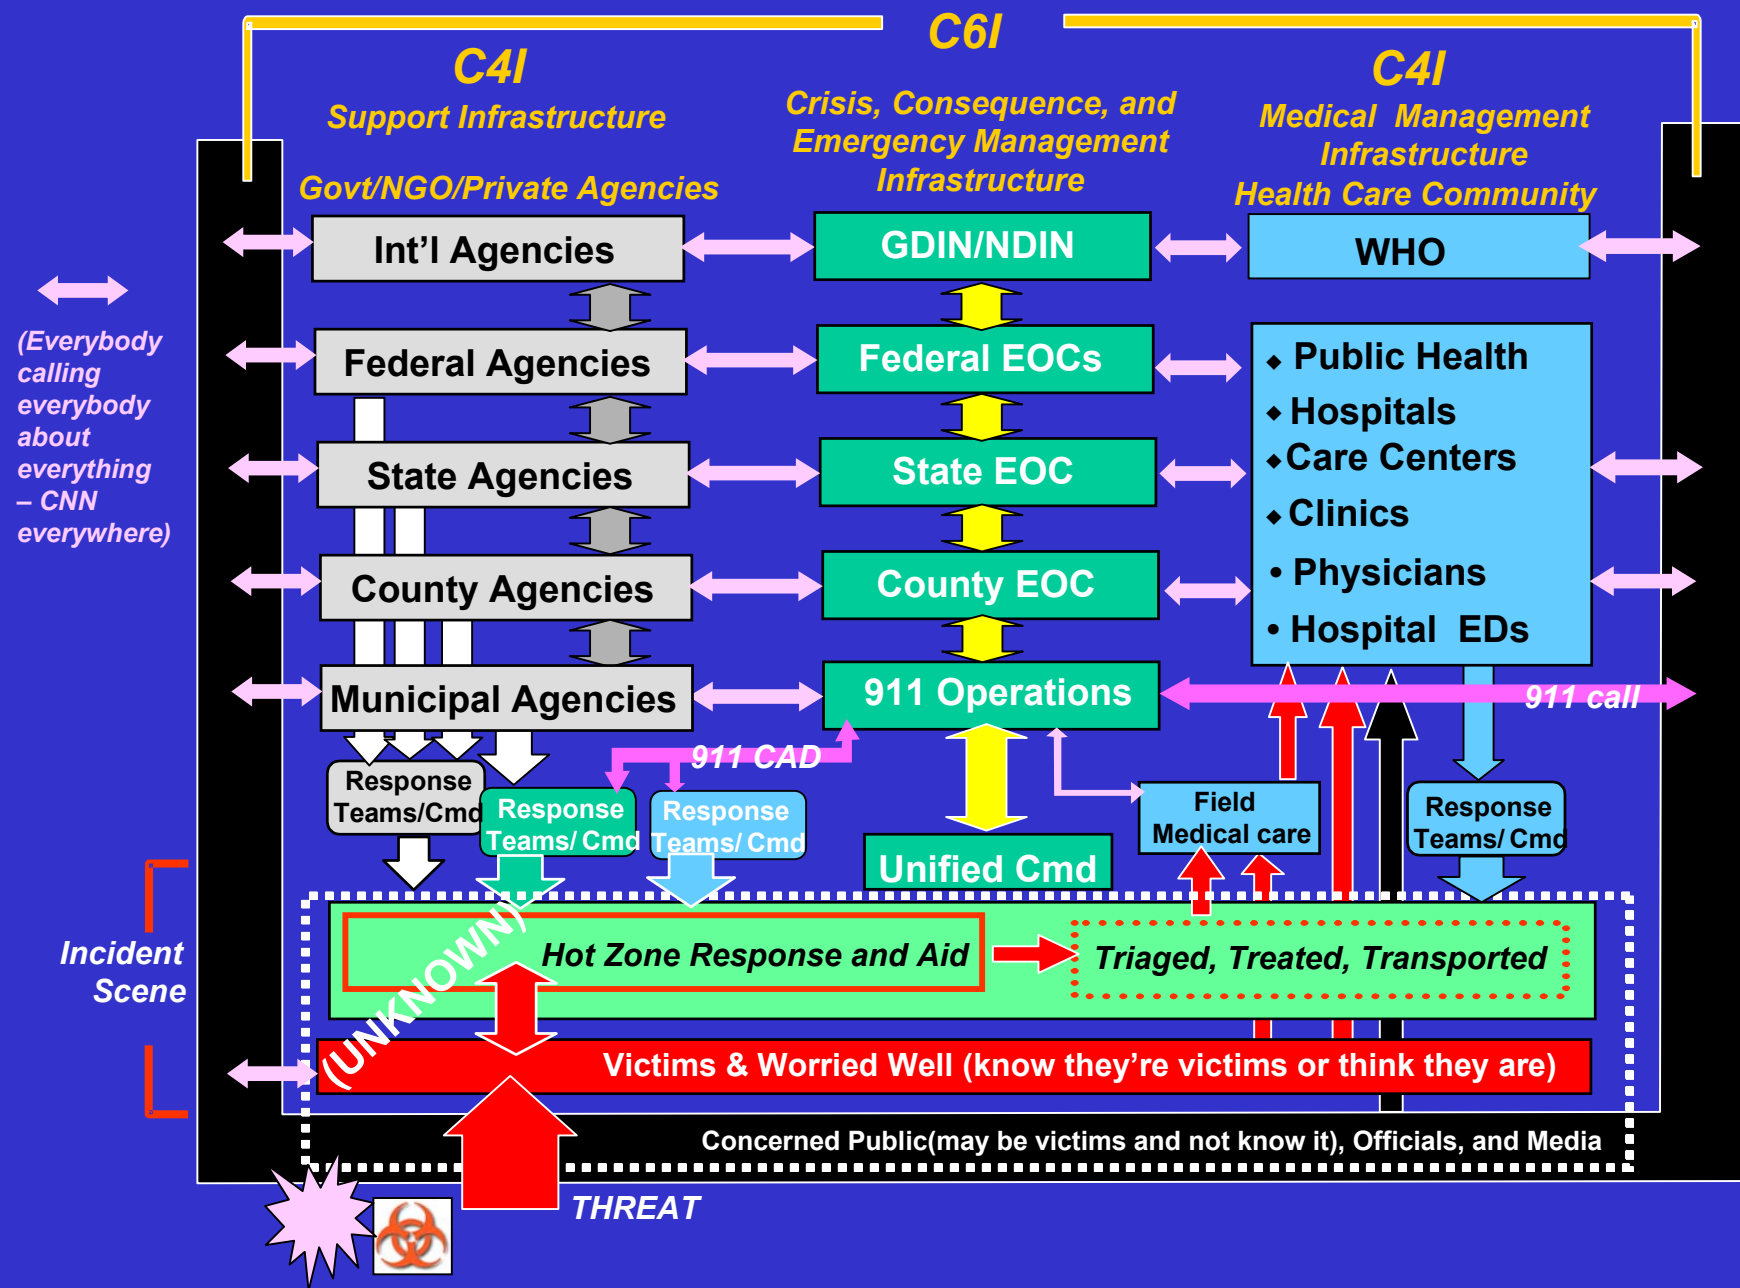 C6I
C4I
Support Infrastructure
Govt/NGO/Private Agencies
Crisis, Consequence, and
Emergency Management
Infrastructure
C4I
Medical Management
Infrastructure
Health Care Community
Int'l Agencies
GDIN/NDIN
WHO
(Everybody
calling
everybody
about
everything
– CNN
everywhere)
Federal Agencies
Federal EOCs
State Agencies
State EOC
County Agencies
County EOC
Municipal Agencies
911 Operations
◆ Public Health
◆ Hospitals
◆ Care Centers
◆ Clinics
• Physicians
• Hospital EDs
911 call
911 CAD
Response
Teams/Cmd
Response
Teams/ Cmd
Response
Teams/ Cmd
Unified Cmd
Field
Medical care
Response
Teams/ Cmd
Incident
Scene
(UNKNOWN)
Hot Zone Response and Aid
Triaged, Treated, Transported
Victims & Worried Well (know they're victims or think they are)
Concerned Public(may be victims and not know it), Officials, and Media
THREAT